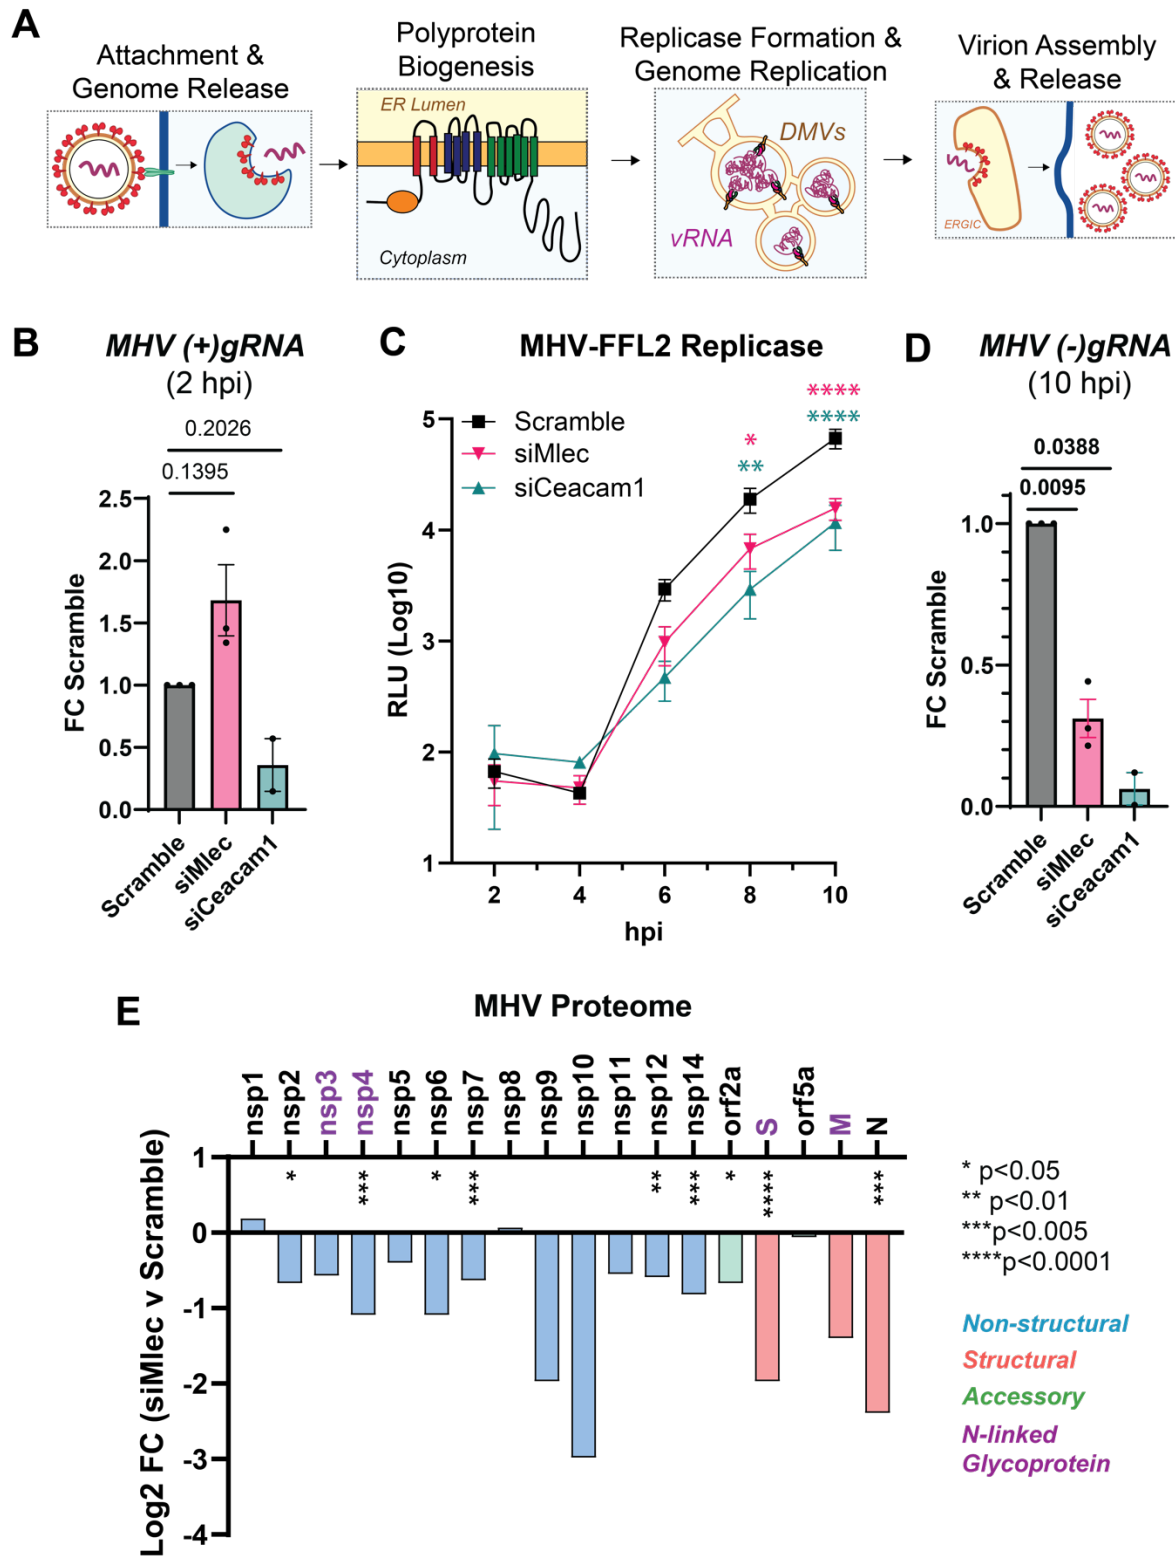 A
Attachment &
Genome Release
Polyprotein
Biogenesis
Replicase Formation &
Genome Replication
Virion Assembly
& Release
ER Lumen
Cytoplasm
DMVs
vRNA
ERGIC
B
MHV (+)gRNA
(2 hpi)
0.2026
0.1395
FC Scramble
2.5
2.0
1.5
1.0
0.5
0.0
Scramble
siMlec
siCeacam1
C
MHV-FFL2 Replicase
Scramble
siMlec
siCeacam1
*
**
****
****
RLU (Log10)
5
4
3
2
1
2 4 6 8 10
hpi
D
MHV (-)gRNA
(10 hpi)
0.0388
0.0095
FC Scramble
1.0
0.5
0.0
Scramble
siMlec
siCeacam1
E
MHV Proteome
nsp1 nsp2 nsp3 nsp4 nsp5 nsp6 nsp7 nsp8 nsp9 nsp10 nsp11 nsp12 nsp14 orf2a S orf5a M N
* *** * *** ** *** * **** ***
Log2 FC (siMlec v Scramble)
1
0
-1
-2
-3
-4
* p<0.05
** p<0.01
***p<0.005
****p<0.0001
Non-structural
Structural
Accessory
N-linked
Glycoprotein